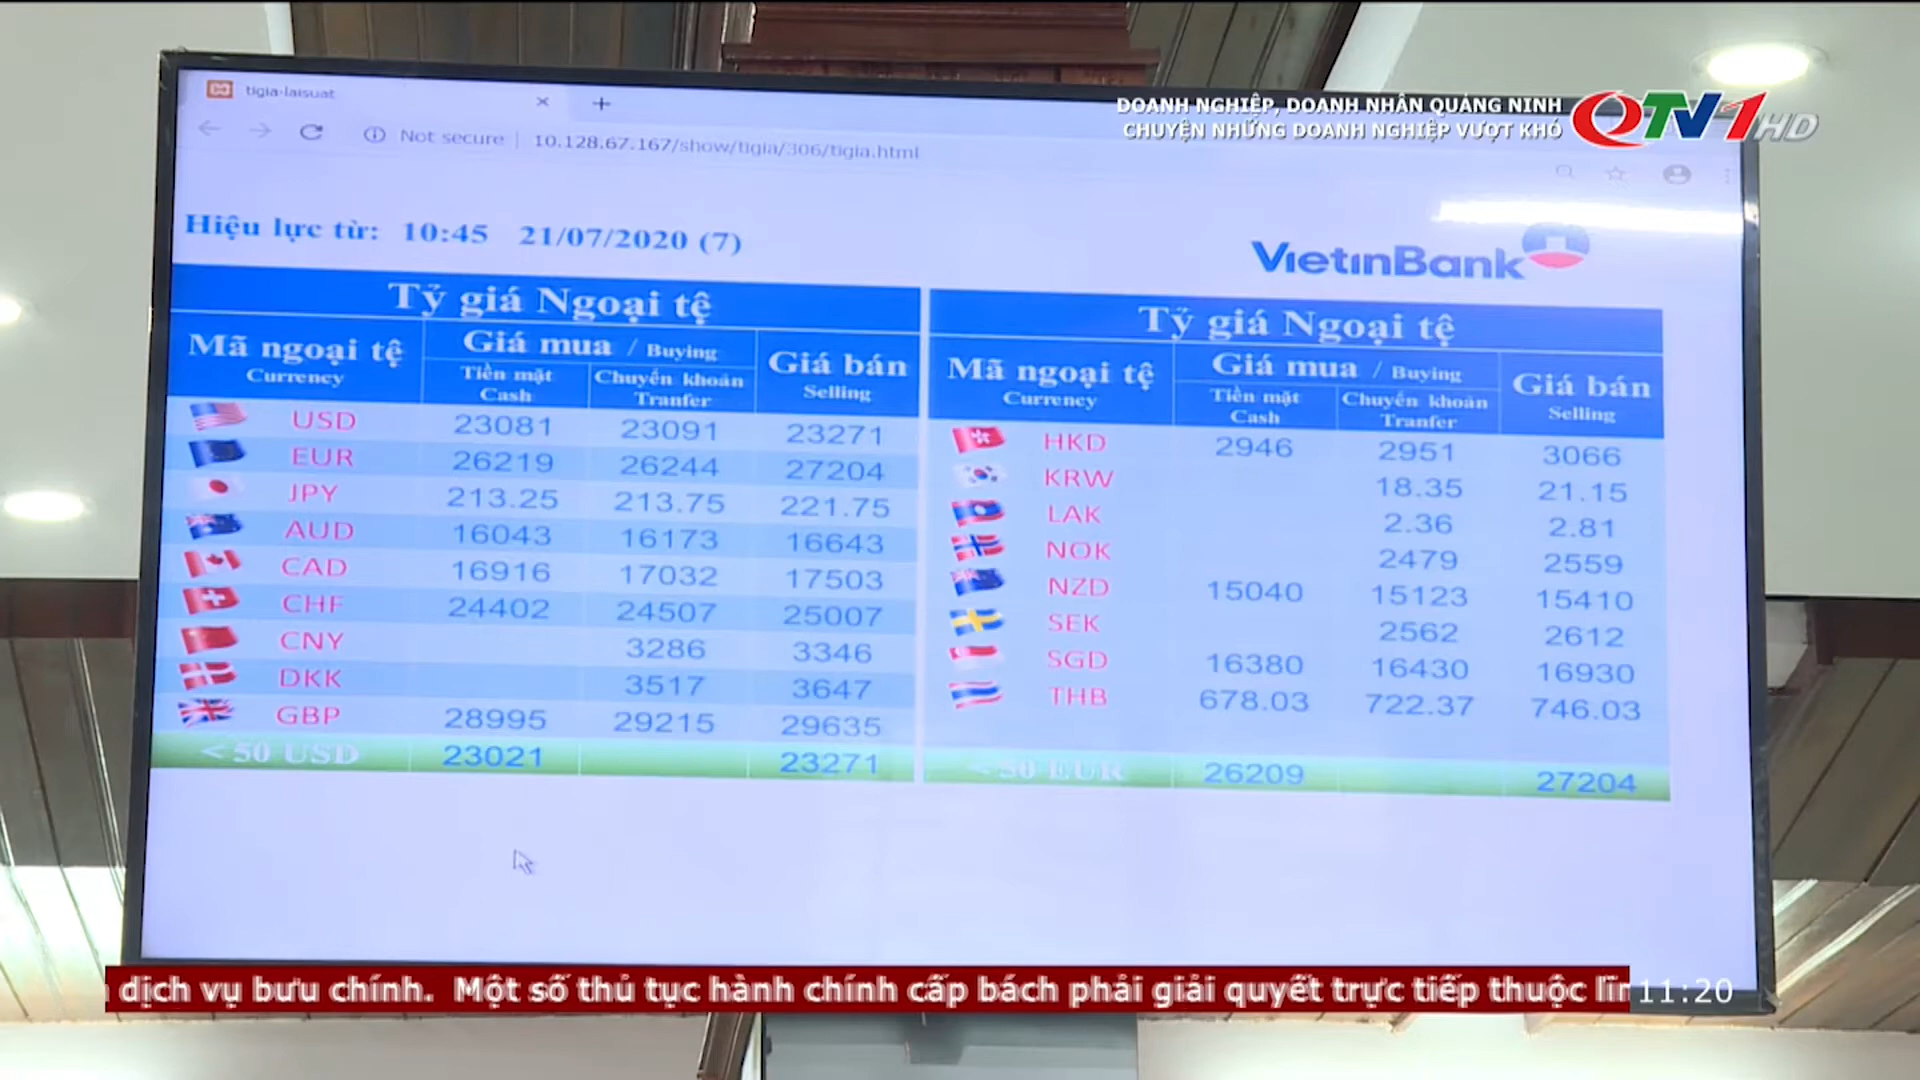 tigia-laisuat
Not secure | 10.128.67.167/show/tigia/306/tigia.html
DOANH NGHIỆP, DOANH NHÂN QUẢNG NINH
CHUYỆN NHỮNG DOANH NGHIỆP VƯỢT KHÓ
QTV1HD
Hiệu lực từ: 10:45 21/07/2020 (7)
VietinBank
Tỷ giá Ngoại tệ
Mã ngoại tệ Giá mua / Buying Giá bán
Currency Tiền mặt Chuyển khoản Selling
Cash Tranfer
USD 23081 23091 23271
EUR 26219 26244 27204
JPY 213.25 213.75 221.75
AUD 16043 16173 16643
CAD 16916 17032 17503
CHF 24402 24507 25007
CNY 3286 3346
DKK 3517 3647
GBP 28995 29215 29635
< 50 USD 23021 23271
Tỷ giá Ngoại tệ
Mã ngoại tệ Giá mua / Buying Giá bán
Currency Tiền mặt Chuyển khoản Selling
Cash Tranfer
HKD 2946 2951 3066
KRW 18.35 21.15
LAK 2.36 2.81
NOK 2479 2559
NZD 15040 15123 15410
SEK 2562 2612
SGD 16380 16430 16930
THB 678.03 722.37 746.03
< 50 EUR 26209 27204
dịch vụ bưu chính. Một số thủ tục hành chính cấp bách phải giải quyết trực tiếp thuộc
11:20